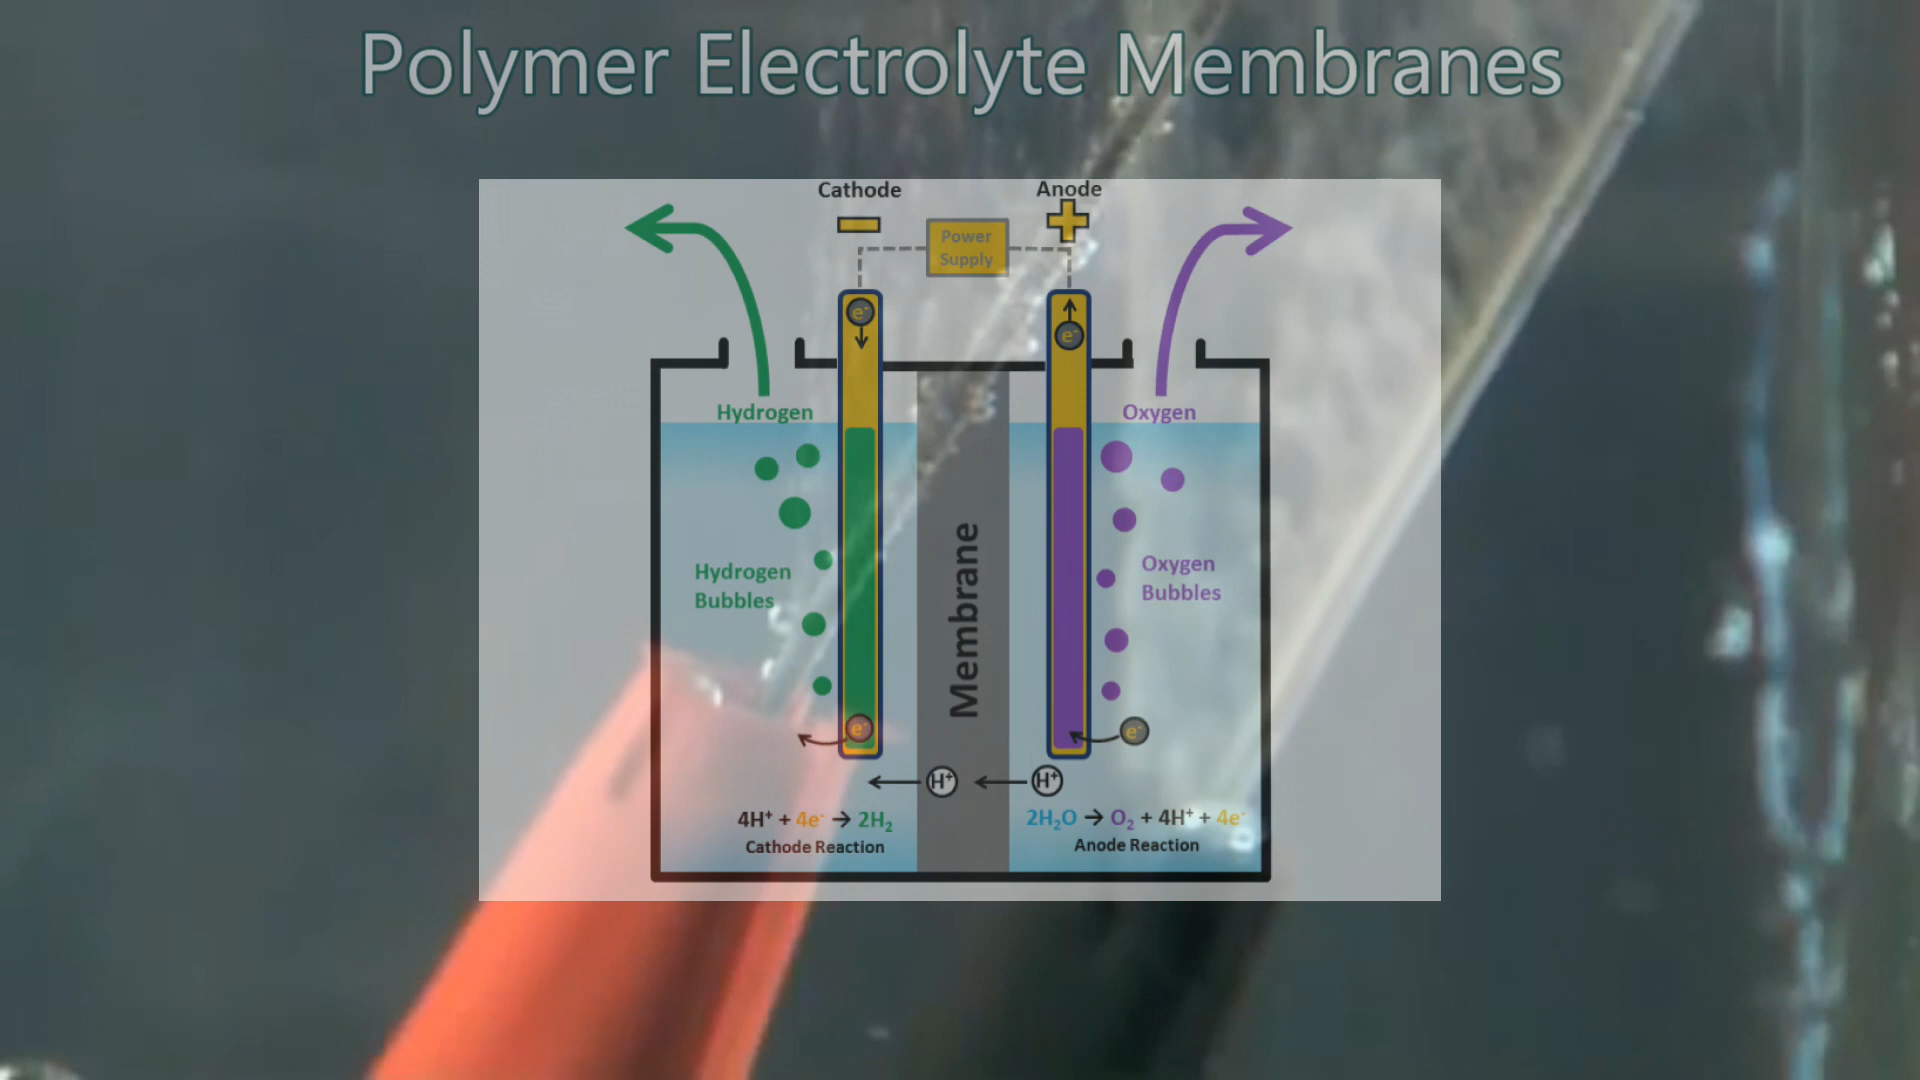 Polymer Electrolyte Membranes
Cathode
Anode
Power
Supply
e⁻
e⁻
Hydrogen
Oxygen
Hydrogen
Bubbles
Oxygen
Bubbles
Membrane
e⁻
e⁻
H⁺
H⁺
4H⁺ + 4e⁻ → 2H₂
2H₂O → O₂ + 4H⁺ + 4e⁻
Cathode Reaction
Anode Reaction